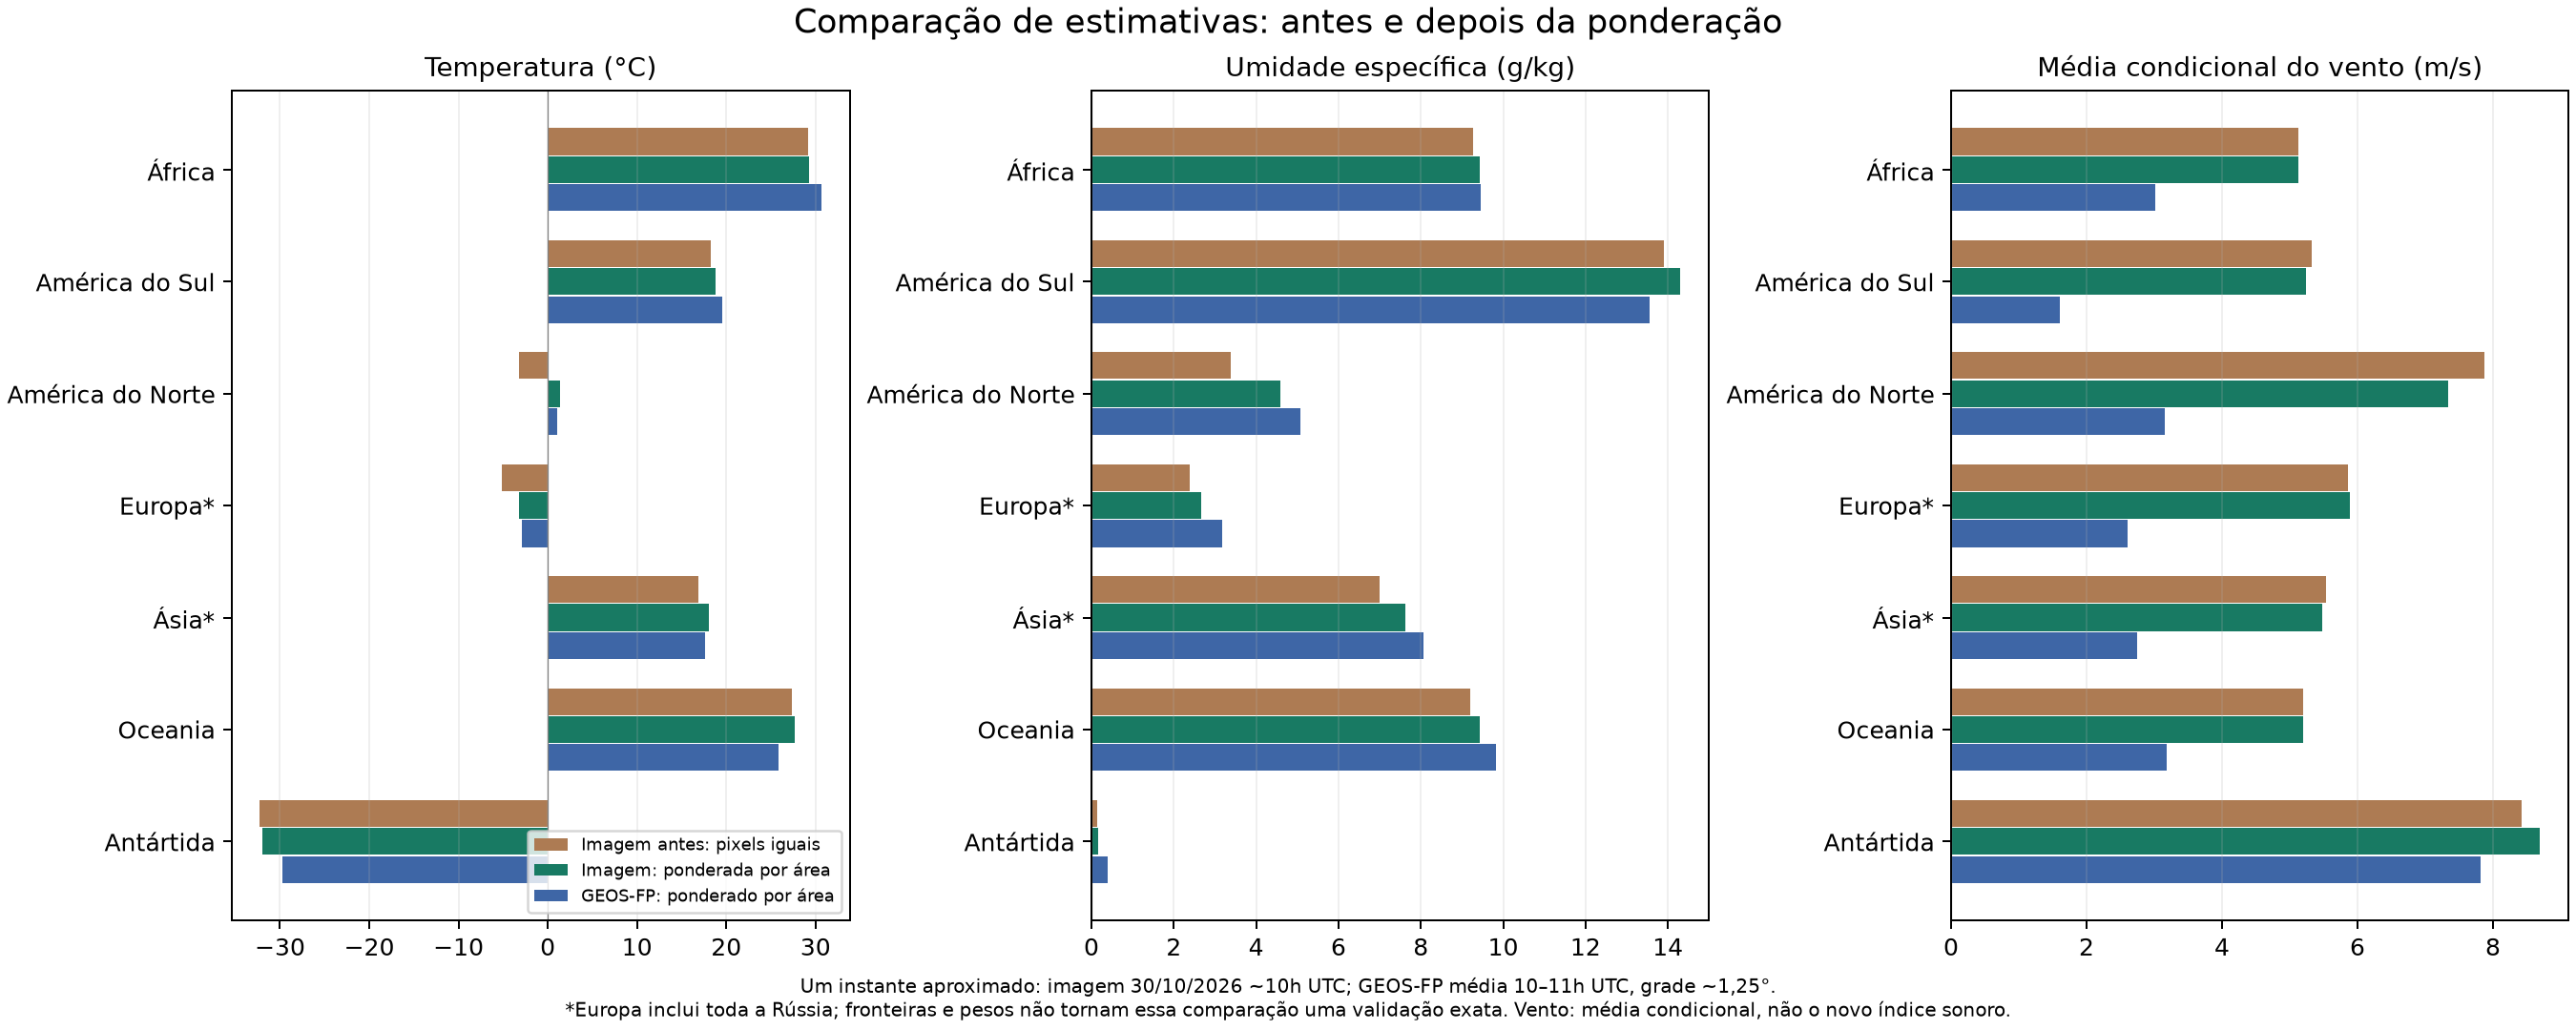 Comparação de estimativas: antes e depois da ponderação
Temperatura (°C)
África
América do Sul
América do Norte
Europa*
Ásia*
Oceania
Antártida
−30 −20 −10 0 10 20 30
Imagem antes: pixels iguais
Imagem: ponderada por área
GEOS-FP: ponderado por área
Umidade específica (g/kg)
África
América do Sul
América do Norte
Europa*
Ásia*
Oceania
Antártida
0 2 4 6 8 10 12 14
Média condicional do vento (m/s)
África
América do Sul
América do Norte
Europa*
Ásia*
Oceania
Antártida
0 2 4 6 8
Um instante aproximado: imagem 30/10/2026 ~10h UTC; GEOS-FP média 10–11h UTC, grade ~1,25°.
*Europa inclui toda a Rússia; fronteiras e pesos não tornam essa comparação uma validação exata. Vento: média condicional, não o novo índice sonoro.